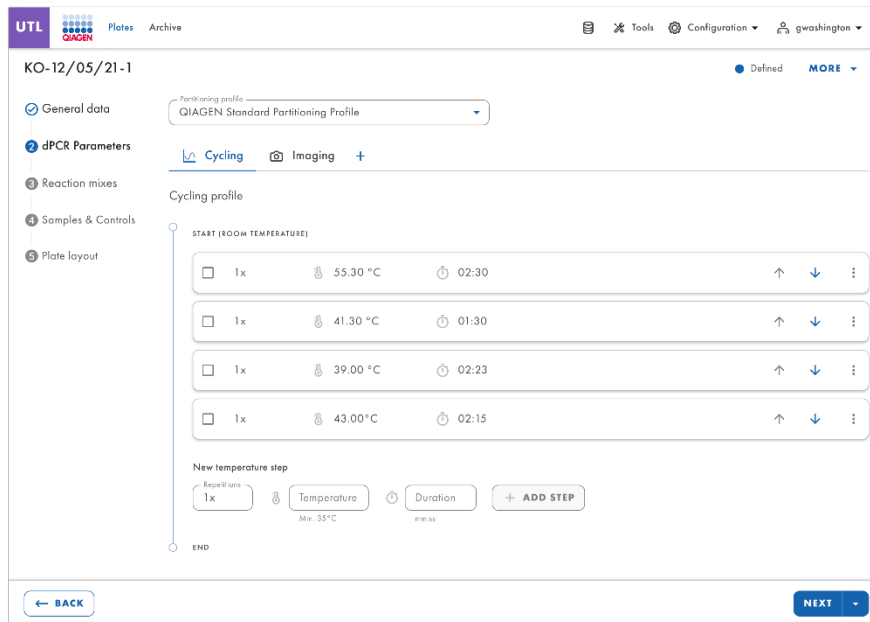 UTL QIAGEN Plates Archive Tools Configuration gwashington
KO-12/05/21-1 Defined MORE
General data
2 dPCR Parameters
3 Reaction mixes
4 Samples & Controls
5 Plate layout
Partitioning profile
QIAGEN Standard Partitioning Profile
Cycling Imaging +
Cycling profile
START (ROOM TEMPERATURE)
1x 55.30 °C 02:30
1x 41.30 °C 01:30
1x 39.00 °C 02:23
1x 43.00°C 02:15
New temperature step
Repetitions
1x Temperature Duration + ADD STEP
Min. 35°C mm:ss
END
← BACK NEXT